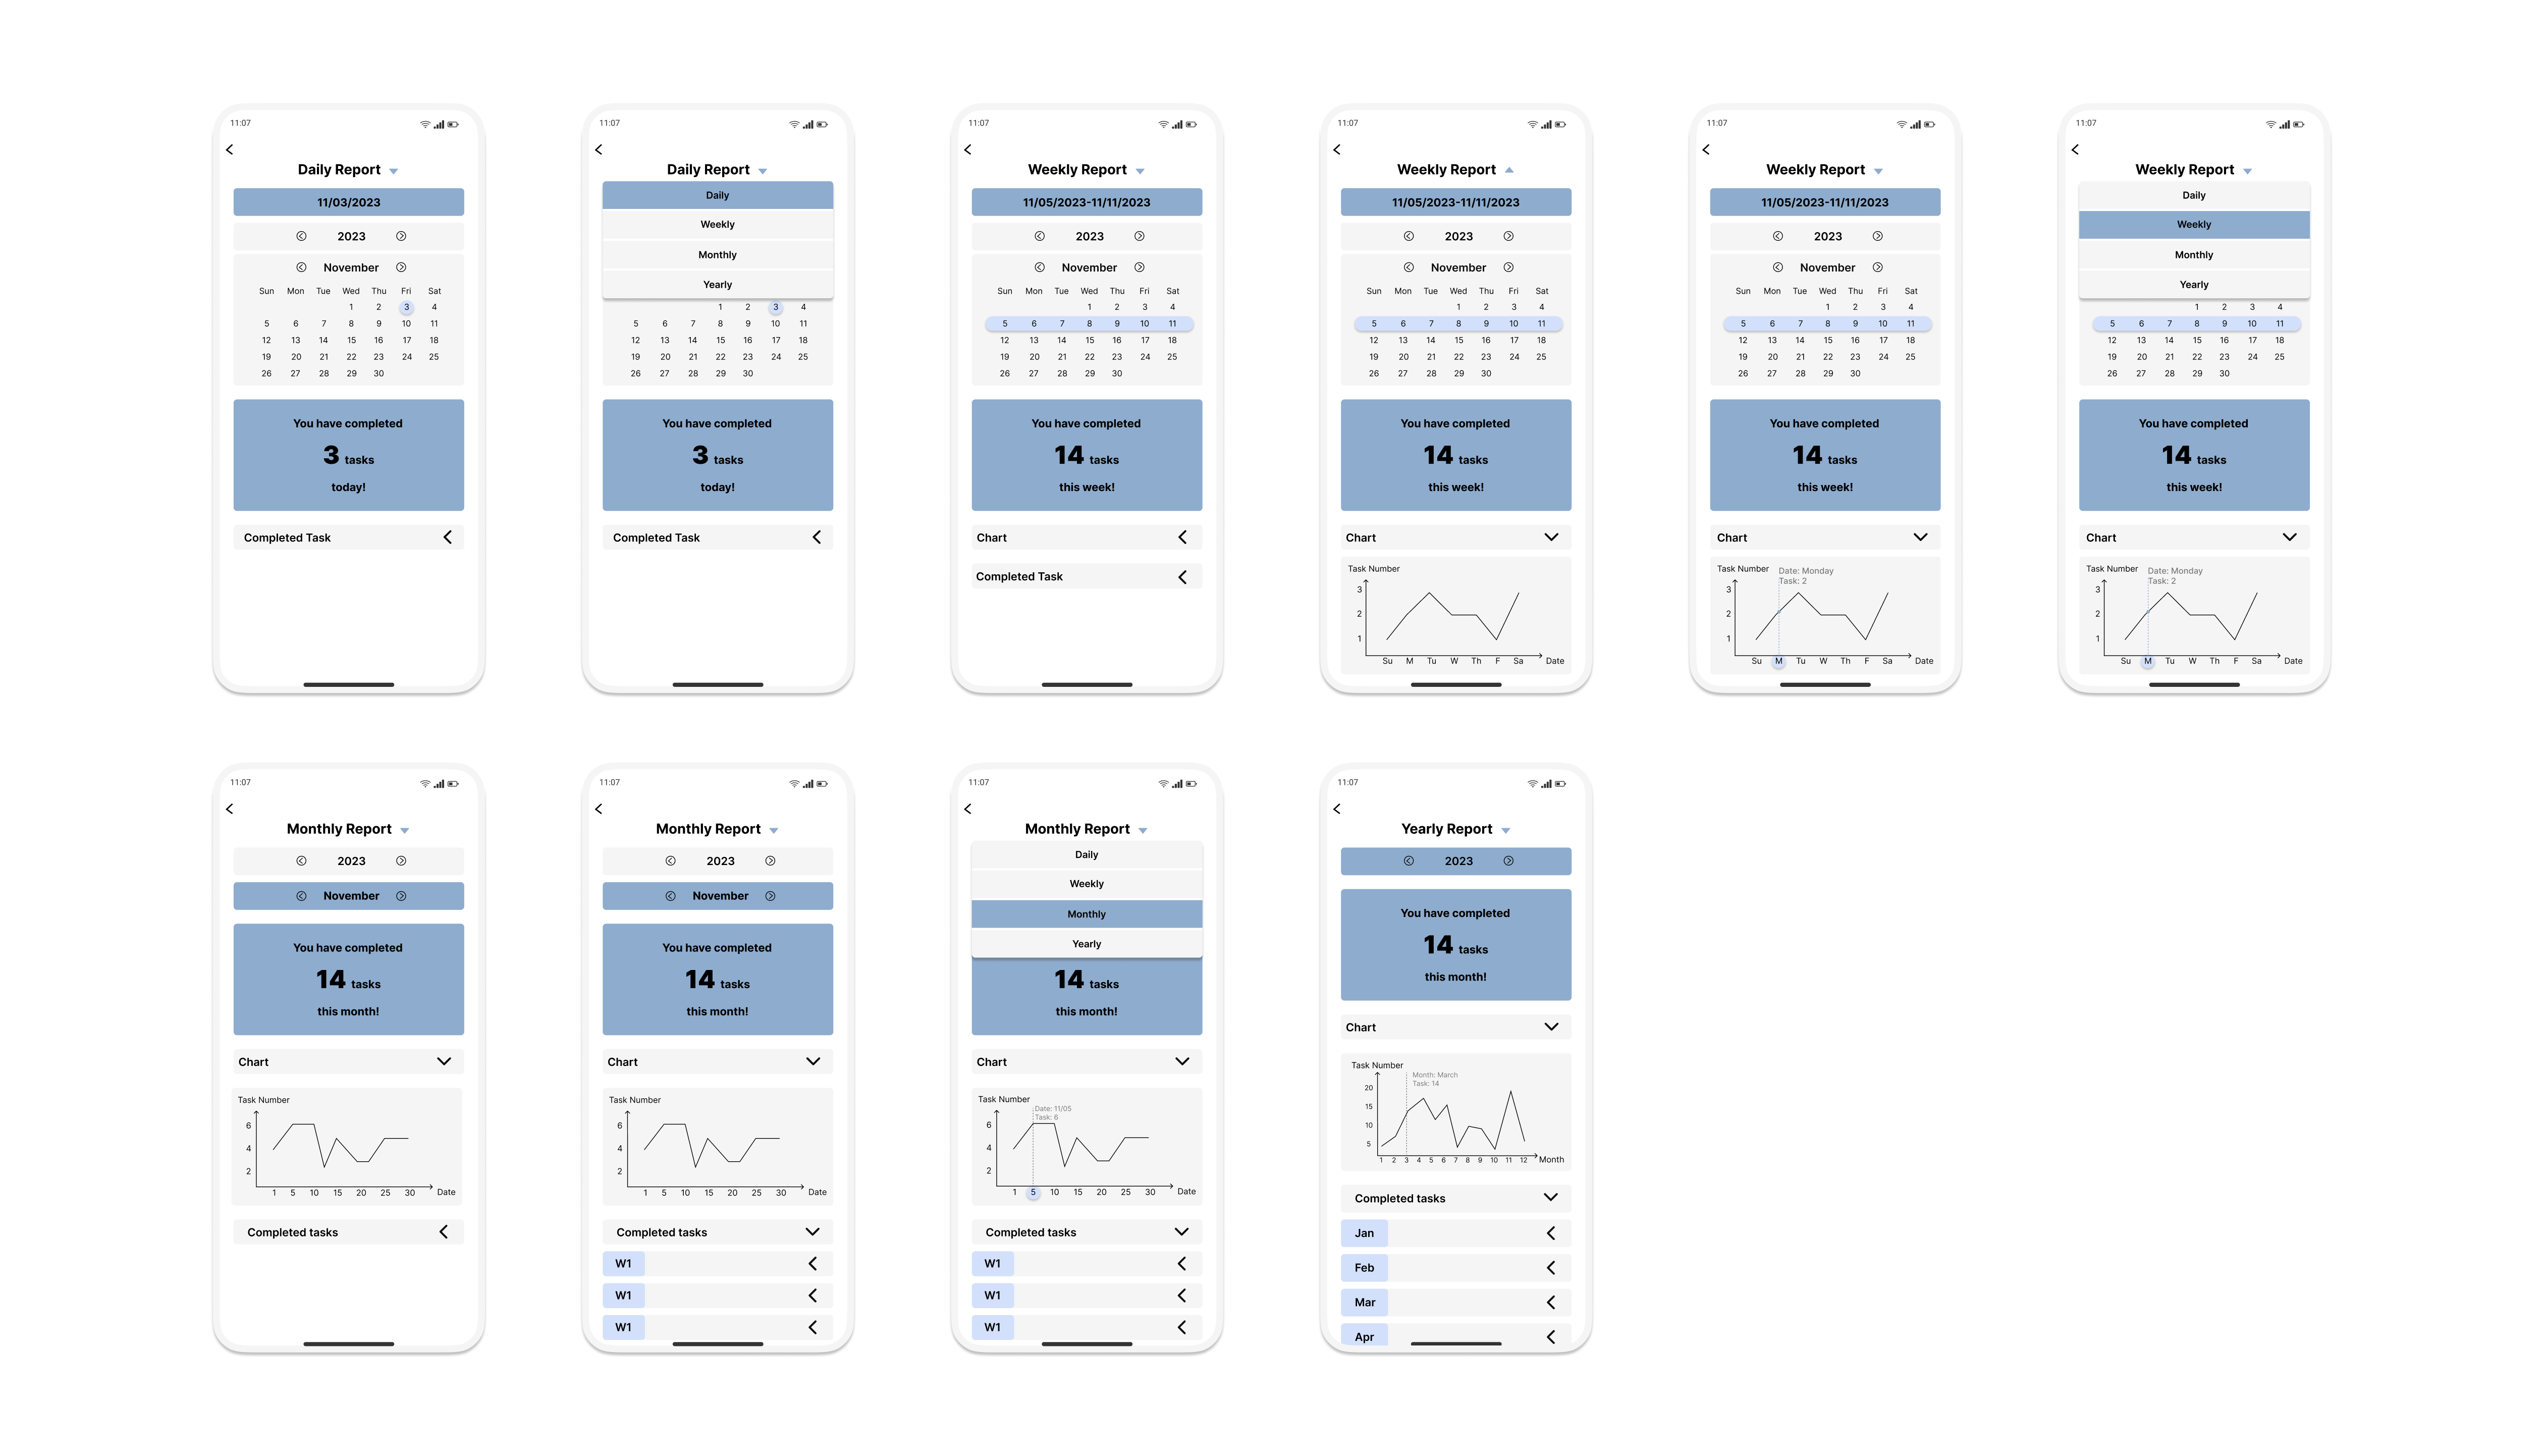 11:07
Daily Report
11/03/2023
2023
November
Sun Mon Tue Wed Thu Fri Sat
1 2 3 4
5 6 7 8 9 10 11
12 13 14 15 16 17 18
19 20 21 22 23 24 25
26 27 28 29 30
You have completed
3 tasks
today!
Completed Task
11:07
Daily Report
Daily
Weekly
Monthly
Yearly
1 2 3 4
5 6 7 8 9 10 11
12 13 14 15 16 17 18
19 20 21 22 23 24 25
26 27 28 29 30
You have completed
3 tasks
today!
Completed Task
11:07
Weekly Report
11/05/2023-11/11/2023
2023
November
Sun Mon Tue Wed Thu Fri Sat
1 2 3 4
5 6 7 8 9 10 11
12 13 14 15 16 17 18
19 20 21 22 23 24 25
26 27 28 29 30
You have completed
14 tasks
this week!
Chart
Completed Task
11:07
Weekly Report
11/05/2023-11/11/2023
2023
November
Sun Mon Tue Wed Thu Fri Sat
1 2 3 4
5 6 7 8 9 10 11
12 13 14 15 16 17 18
19 20 21 22 23 24 25
26 27 28 29 30
You have completed
14 tasks
this week!
Chart
Task Number
3
2
1
Su M Tu W Th F Sa Date
11:07
Weekly Report
11/05/2023-11/11/2023
2023
November
Sun Mon Tue Wed Thu Fri Sat
1 2 3 4
5 6 7 8 9 10 11
12 13 14 15 16 17 18
19 20 21 22 23 24 25
26 27 28 29 30
You have completed
14 tasks
this week!
Chart
Task Number
Date: Monday
Task: 2
3
2
1
Su M Tu W Th F Sa Date
11:07
Weekly Report
Daily
Weekly
Monthly
Yearly
1 2 3 4
5 6 7 8 9 10 11
12 13 14 15 16 17 18
19 20 21 22 23 24 25
26 27 28 29 30
You have completed
14 tasks
this week!
Chart
Task Number
Date: Monday
Task: 2
3
2
1
Su M Tu W Th F Sa Date
11:07
Monthly Report
2023
November
You have completed
14 tasks
this month!
Chart
Task Number
6
4
2
1 5 10 15 20 25 30 Date
Completed tasks
11:07
Monthly Report
2023
November
You have completed
14 tasks
this month!
Chart
Task Number
6
4
2
1 5 10 15 20 25 30 Date
Completed tasks
W1
W1
W1
11:07
Monthly Report
Daily
Weekly
Monthly
Yearly
14 tasks
this month!
Chart
Task Number
Date: 11/05
Task: 6
6
4
2
1 5 10 15 20 25 30 Date
Completed tasks
W1
W1
W1
11:07
Yearly Report
2023
You have completed
14 tasks
this month!
Chart
Task Number
Month: March
Task: 14
20
15
10
5
1 2 3 4 5 6 7 8 9 10 11 12 Month
Completed tasks
Jan
Feb
Mar
Apr